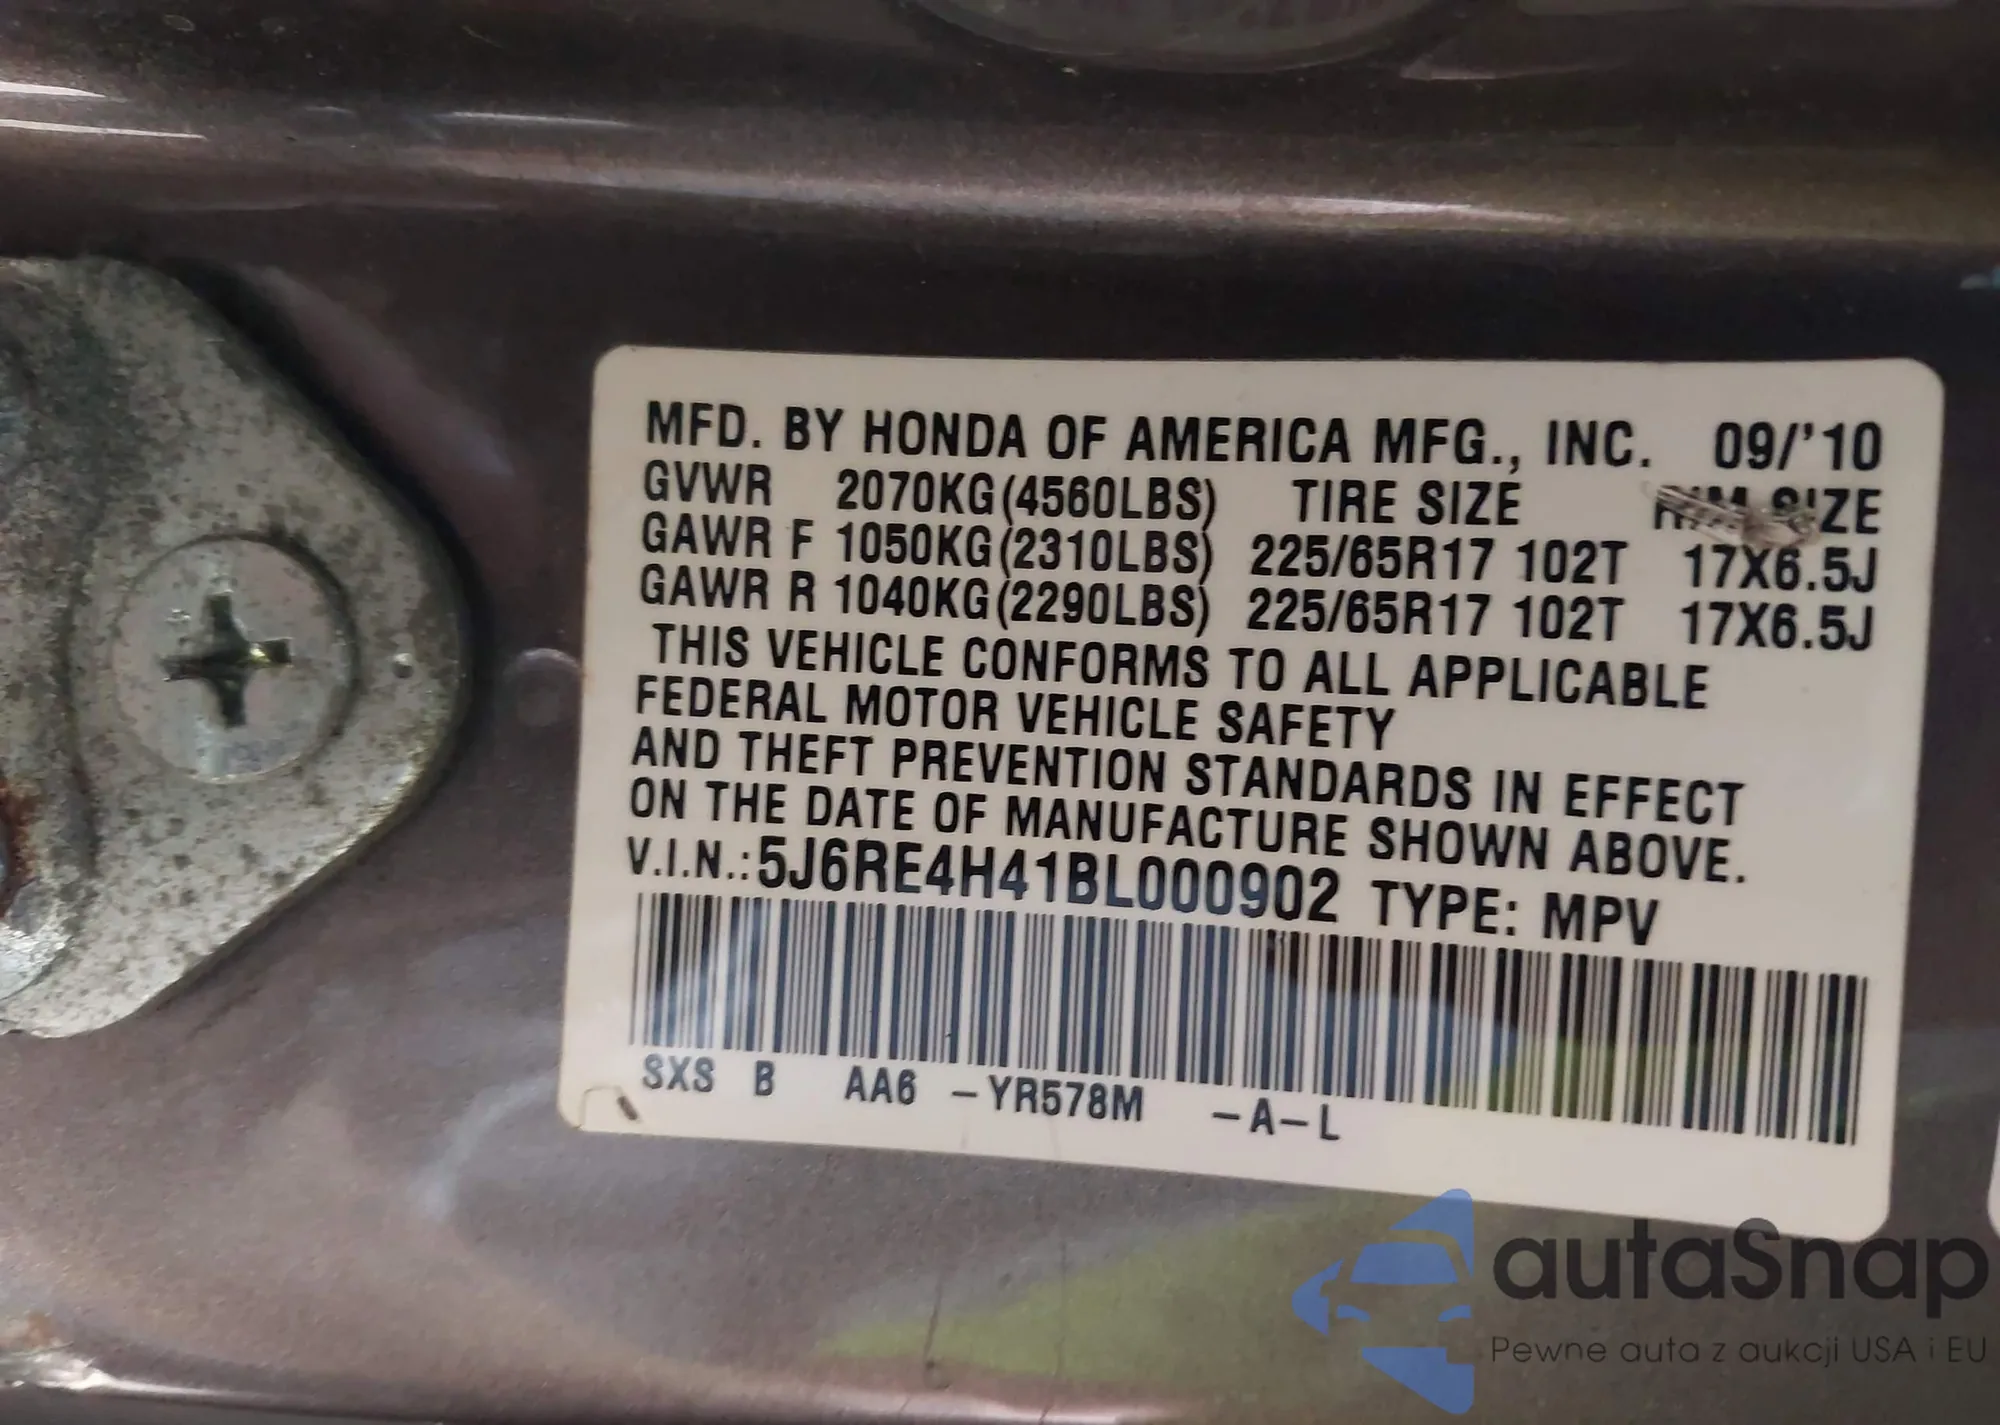 MFD. BY HONDA OF AMERICA MFG., INC. 09/'10
GVWR 2070KG(4560LBS) TIRE SIZE RIM SIZE
GAWR F 1050KG(2310LBS) 225/65R17 102T 17X6.5J
GAWR R 1040KG(2290LBS) 225/65R17 102T 17X6.5J
THIS VEHICLE CONFORMS TO ALL APPLICABLE
FEDERAL MOTOR VEHICLE SAFETY
AND THEFT PREVENTION STANDARDS IN EFFECT
ON THE DATE OF MANUFACTURE SHOWN ABOVE.
V.I.N.:5J6RE4H41BL000902 TYPE: MPV
SXS B AA6 -YR578M -A-L
autaSnap
Pewne auta z aukcji USA i EU